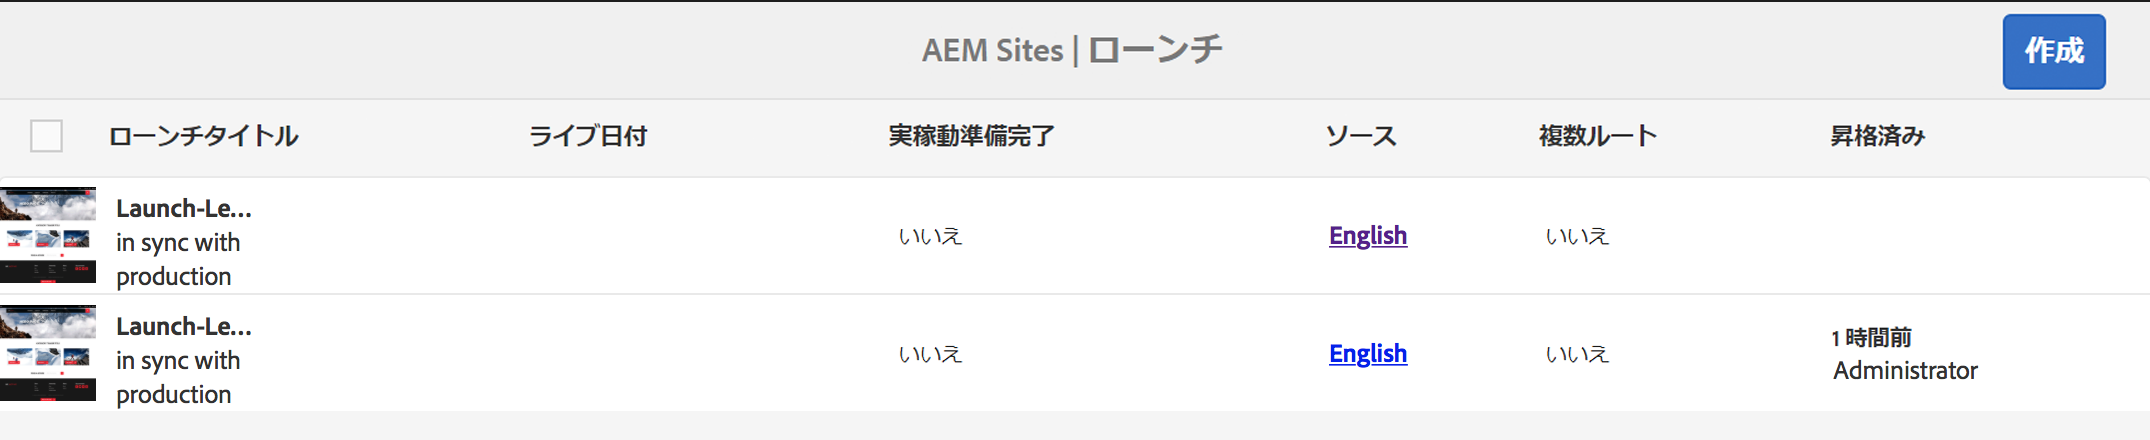 AEM Sites | ローンチ
作成
ローンチタイトル ライブ日付 実稼動準備完了 ソース 複数ルート 昇格済み
Launch-Le...
in sync with
production
いいえ English いいえ
Launch-Le...
in sync with
production
いいえ English いいえ
1 時間前
Administrator